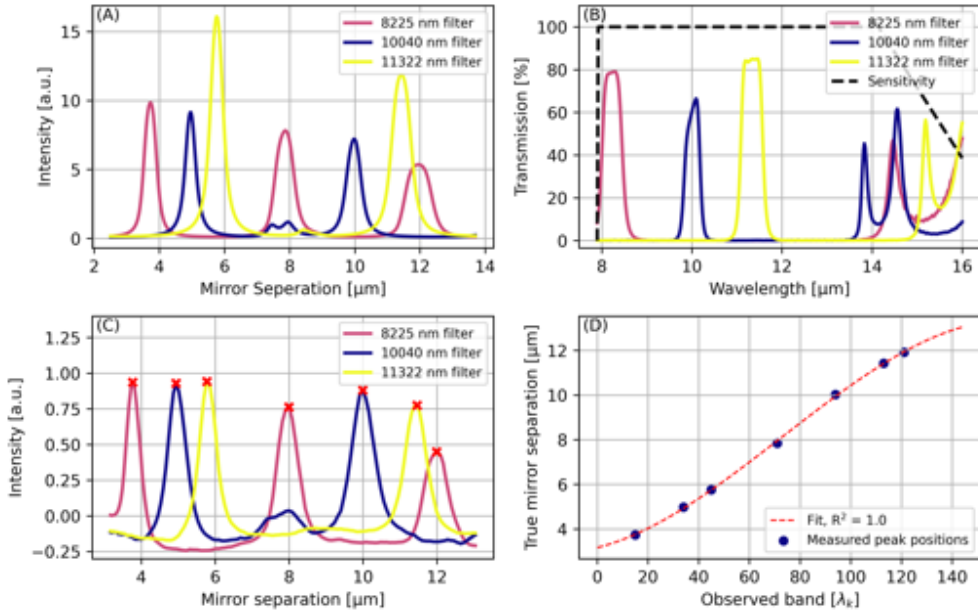 (A)
8225 nm filter
10040 nm filter
11322 nm filter
Intensity [a.u.]
15
10
5
0
2
4
6
8
10
12
14
Mirror Seperation [μm]
(B)
8225 nm filter
10040 nm filter
11322 nm filter
Sensitivity
Transmission [%]
100
80
60
40
20
0
8
10
12
14
16
Wavelength [μm]
(C)
8225 nm filter
10040 nm filter
11322 nm filter
Intensity [a.u.]
1.25
1.00
0.75
0.50
0.25
0.00
−0.25
4
6
8
10
12
Mirror separation [μm]
(D)
True mirror separation [μm]
12
10
8
6
4
Fit, R² = 1.0
Measured peak positions
0
20
40
60
80
100
120
140
Observed band [λₖ]